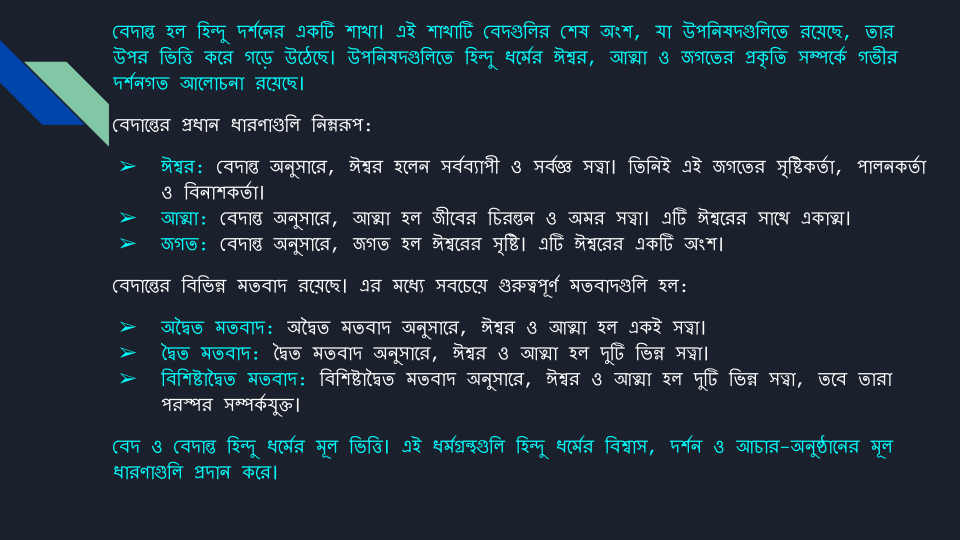 বেদান্ত হল হিন্দু দর্শনের একটি শাখা। এই শাখাটি বেদগুলির শেষ অংশ, যা উপনিষদগুলিতে রয়েছে, তার
উপর ভিত্তি করে গড়ে উঠেছে। উপনিষদগুলিতে হিন্দু ধর্মের ঈশ্বর, আত্মা ও জগতের প্রকৃতি সম্পর্কে গভীর
দর্শনগত আলোচনা রয়েছে।
বেদান্তের প্রধান ধারণাগুলি নিম্নরূপ:
➢ ঈশ্বর: বেদান্ত অনুসারে, ঈশ্বর হলেন সর্বব্যাপী ও সর্বজ্ঞ সত্বা। তিনিই এই জগতের সৃষ্টিকর্তা, পালনকর্তা
ও বিনাশকর্তা।
➢ আত্মা: বেদান্ত অনুসারে, আত্মা হল জীবের চিরন্তন ও অমর সত্বা। এটি ঈশ্বরের সাথে একাত্ম।
➢ জগত: বেদান্ত অনুসারে, জগত হল ঈশ্বরের সৃষ্টি। এটি ঈশ্বরের একটি অংশ।
বেদান্তের বিভিন্ন মতবাদ রয়েছে। এর মধ্যে সবচেয়ে গুরুত্বপূর্ণ মতবাদগুলি হল:
➢ অদ্বৈত মতবাদ: অদ্বৈত মতবাদ অনুসারে, ঈশ্বর ও আত্মা হল একই সত্বা।
➢ দ্বৈত মতবাদ: দ্বৈত মতবাদ অনুসারে, ঈশ্বর ও আত্মা হল দুটি ভিন্ন সত্বা।
➢ বিশিষ্টাদ্বৈত মতবাদ: বিশিষ্টাদ্বৈত মতবাদ অনুসারে, ঈশ্বর ও আত্মা হল দুটি ভিন্ন সত্বা, তবে তারা
পরস্পর সম্পর্কযুক্ত।
বেদ ও বেদান্ত হিন্দু ধর্মের মূল ভিত্তি। এই ধর্মগ্রন্থগুলি হিন্দু ধর্মের বিশ্বাস, দর্শন ও আচার-অনুষ্ঠানের মূল
ধারণাগুলি প্রদান করে।